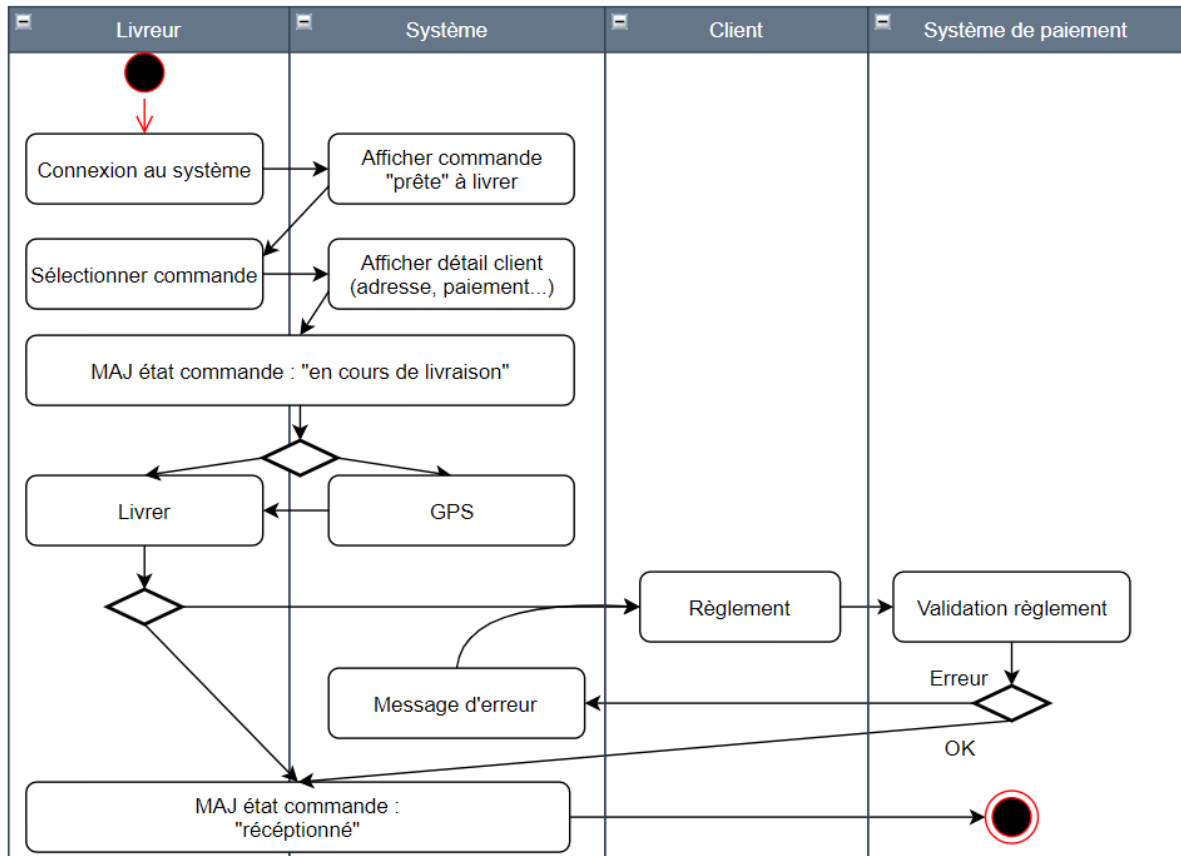 Livreur
Système
Client
Système de paiement
Connexion au système
Afficher commande
"prête" à livrer
Sélectionner commande
Afficher détail client
(adresse, paiement...)
MAJ état commande : "en cours de livraison"
Livrer
GPS
Règlement
Validation règlement
Erreur
Message d'erreur
OK
MAJ état commande :
"récéptionné"